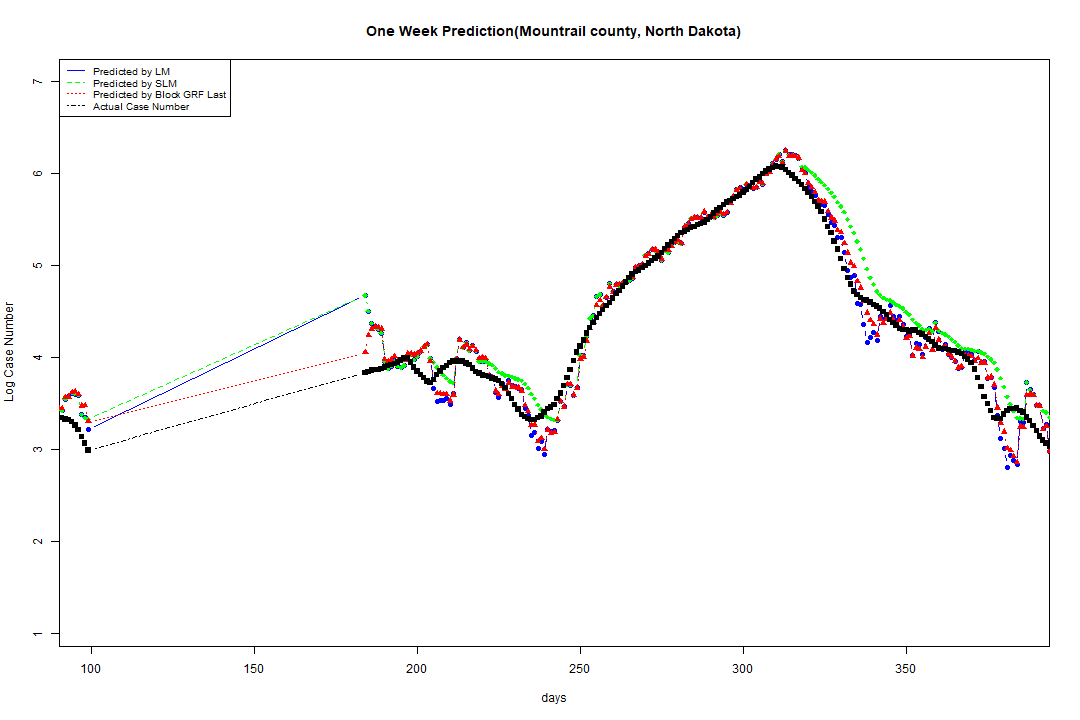 One Week Prediction(Mountrail county, North Dakota)
Predicted by LM
Predicted by SLM
Predicted by Block GRF Last
Actual Case Number
7
6
5
4
3
2
1
Log Case Number
100 150 200 250 300 350
days